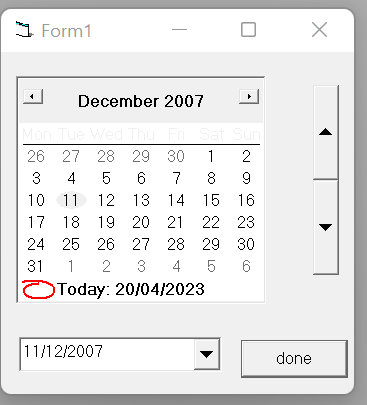 Form1
December 2007
Mon Tue Wed Thu Fri Sat Sun
26 27 28 29 30 1 2
3 4 5 6 7 8 9
10 11 12 13 14 15 16
17 18 19 20 21 22 23
24 25 26 27 28 29 30
31 1 2 3 4 5 6
Today: 20/04/2023
11/12/2007
done